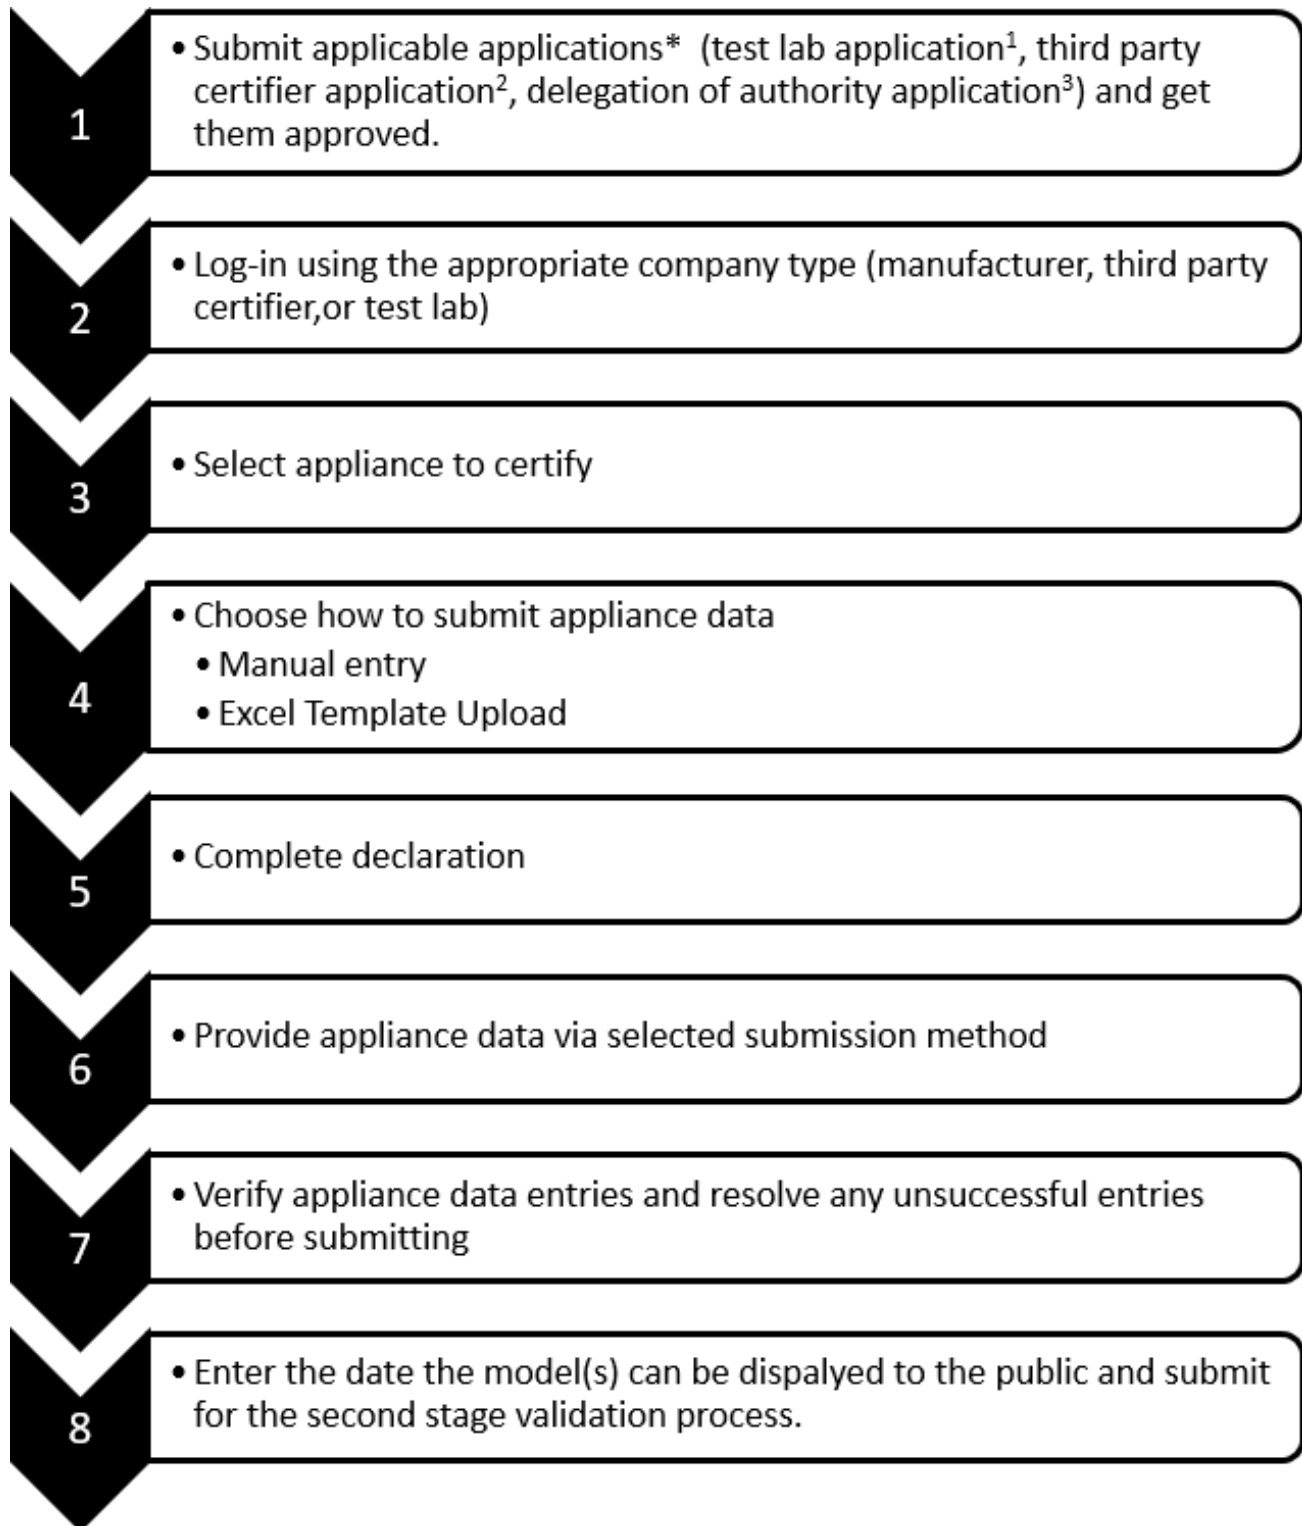 1
• Submit applicable applications* (test lab application¹, third party
certifier application², delegation of authority application³) and get
them approved.
2
• Log-in using the appropriate company type (manufacturer, third party
certifier,or test lab)
3
• Select appliance to certify
4
• Choose how to submit appliance data
• Manual entry
• Excel Template Upload
5
• Complete declaration
6
• Provide appliance data via selected submission method
7
• Verify appliance data entries and resolve any unsuccessful entries
before submitting
8
• Enter the date the model(s) can be dispalyed to the public and submit
for the second stage validation process.